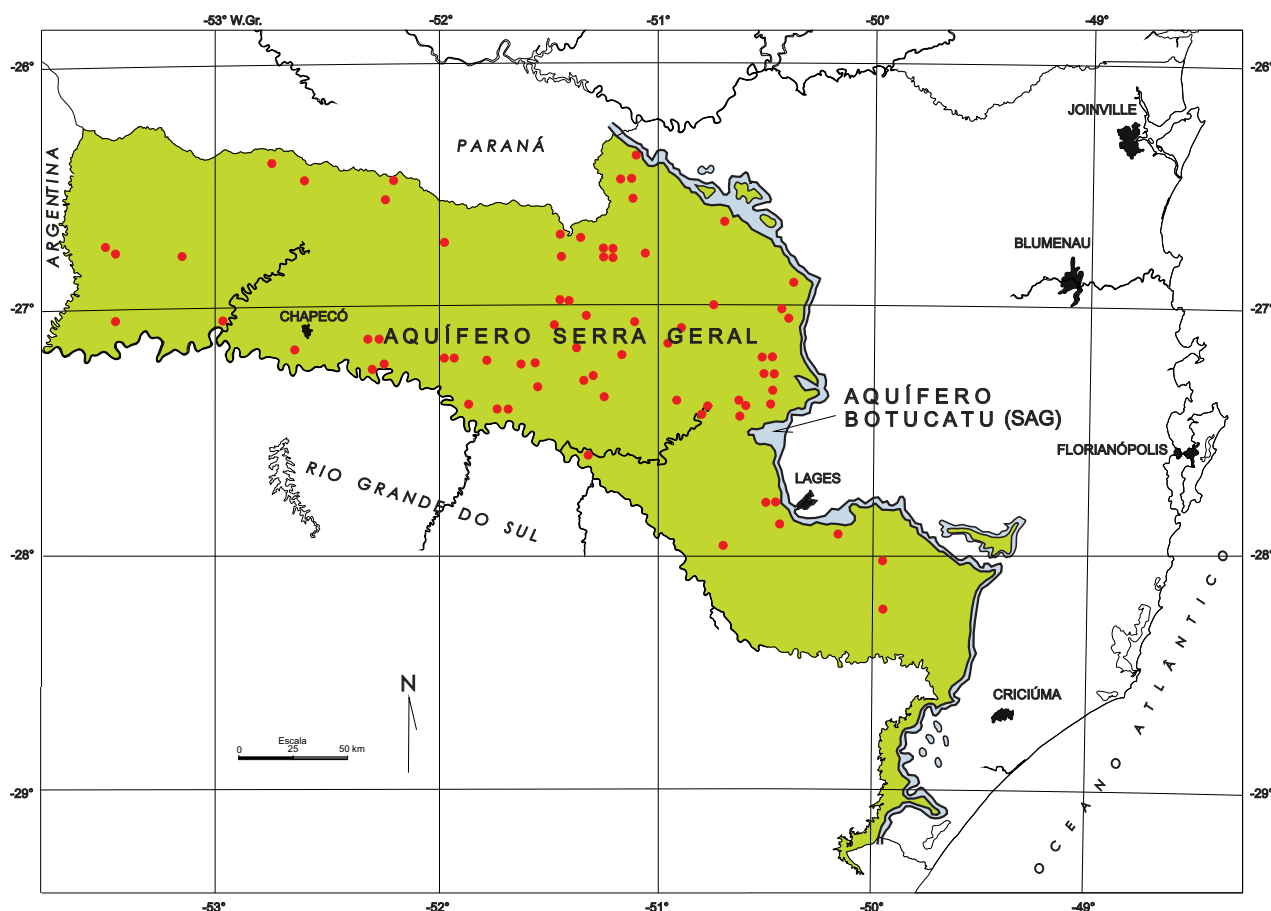 -53° W.Gr.
-52°
-51°
-50°
-49°
-26°
-26°
JOINVILLE
PARANÁ
ARGENTINA
BLUMENAU
-27°
-27°
CHAPECÓ
AQUÍFERO SERRA GERAL
AQUÍFERO
BOTUCATU (SAG)
FLORIANÓPOLIS
RIO GRANDE DO SUL
LAGES
-28°
-28°
OCEANO ATLÂNTICO
N
CRICIÚMA
Escala
0 25 50 km
-29°
-29°
-53°
-52°
-51°
-50°
-49°